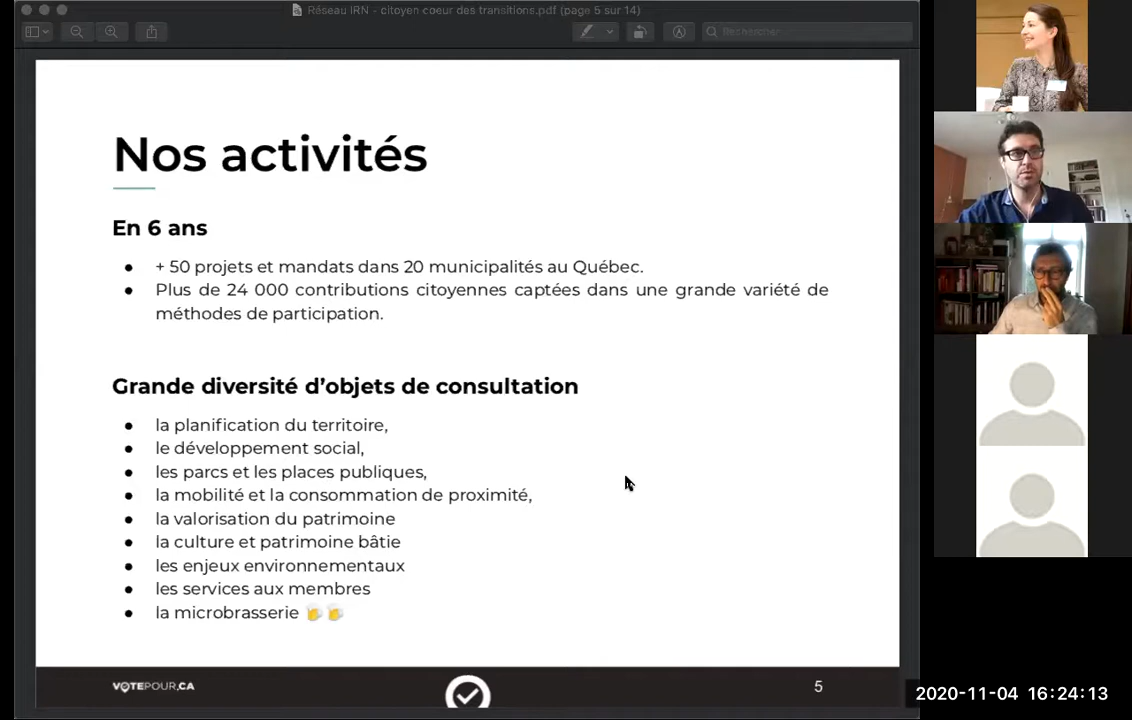 Réseau IRN - citoyen coeur des transitions.pdf (page 5 sur 14)
Rechercher
Nos activités
En 6 ans
● + 50 projets et mandats dans 20 municipalités au Québec.
● Plus de 24 000 contributions citoyennes captées dans une grande variété de
méthodes de participation.
Grande diversité d'objets de consultation
● la planification du territoire,
● le développement social,
● les parcs et les places publiques,
● la mobilité et la consommation de proximité,
● la valorisation du patrimoine
● la culture et patrimoine bâtie
● les enjeux environnementaux
● les services aux membres
● la microbrasserie 🍺🍺
VOTEPOUR.CA
5
2020-11-04 16:24:13